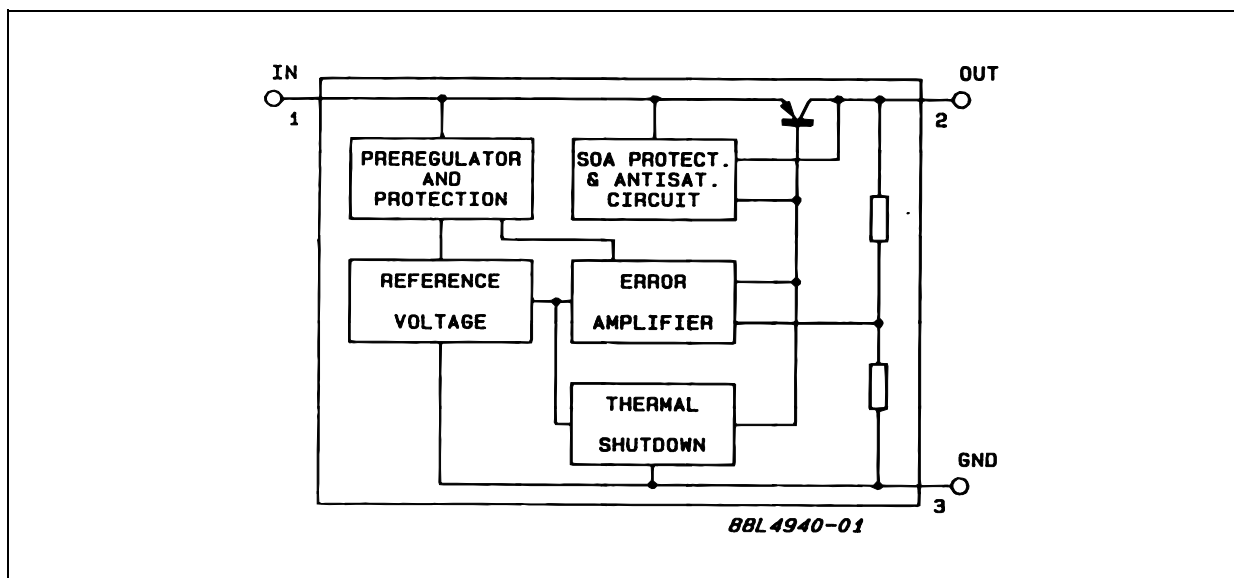 IN
OUT
1
2
PREREGULATOR
AND
PROTECTION
SOA PROTECT.
& ANTISAT.
CIRCUIT
REFERENCE
VOLTAGE
ERROR
AMPLIFIER
THERMAL
SHUTDOWN
GND
3
88L4940-01